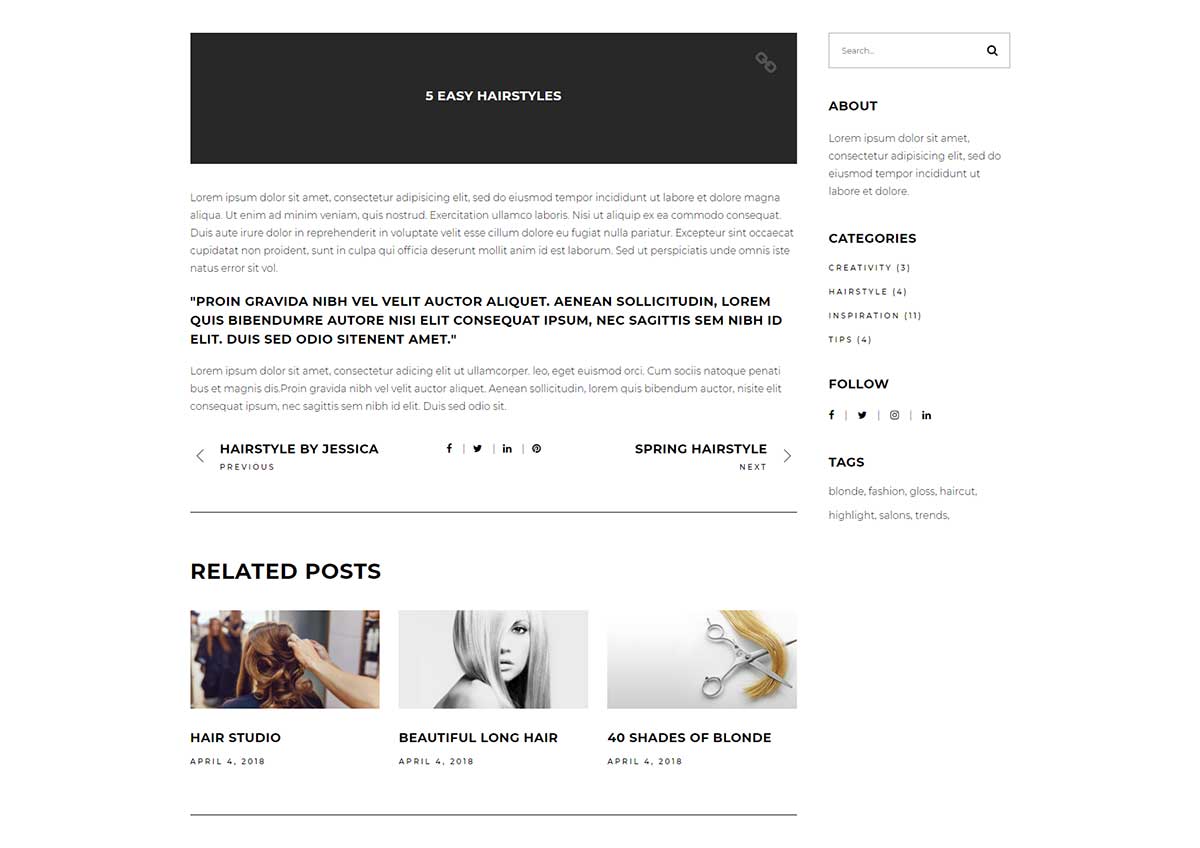 5 EASY HAIRSTYLES
Lorem ipsum dolor sit amet, consectetur adipisicing elit, sed do eiusmod tempor incididunt ut labore et dolore magna
aliqua. Ut enim ad minim veniam, quis nostrud. Exercitation ullamco laboris. Nisi ut aliquip ex ea commodo consequat.
Duis aute irure dolor in reprehenderit in voluptate velit esse cillum dolore eu fugiat nulla pariatur. Excepteur sint occaecat
cupidatat non proident, sunt in culpa qui officia deserunt mollit anim id est laborum. Sed ut perspiciatis unde omnis iste
natus error sit vol.
"PROIN GRAVIDA NIBH VEL VELIT AUCTOR ALIQUET. AENEAN SOLLICITUDIN, LOREM
QUIS BIBENDUMRE AUTORE NISI ELIT CONSEQUAT IPSUM, NEC SAGITTIS SEM NIBH ID
ELIT. DUIS SED ODIO SITENENT AMET."
Lorem ipsum dolor sit amet, consectetur adicing elit ut ullamcorper. leo, eget euismod orci. Cum sociis natoque penati
bus et magnis dis.Proin gravida nibh vel velit auctor aliquet. Aenean sollicitudin, lorem quis bibendum auctor, nisite elit
consequat ipsum, nec sagittis sem nibh id elit. Duis sed odio sit.
HAIRSTYLE BY JESSICA
PREVIOUS
SPRING HAIRSTYLE
NEXT
RELATED POSTS
HAIR STUDIO
APRIL 4, 2018
BEAUTIFUL LONG HAIR
APRIL 4, 2018
40 SHADES OF BLONDE
APRIL 4, 2018
Search...
ABOUT
Lorem ipsum dolor sit amet,
consectetur adipisicing elit, sed do
eiusmod tempor incididunt ut
labore et dolore.
CATEGORIES
CREATIVITY (3)
HAIRSTYLE (4)
INSPIRATION (11)
TIPS (4)
FOLLOW
TAGS
blonde, fashion, gloss, haircut,
highlight, salons, trends,